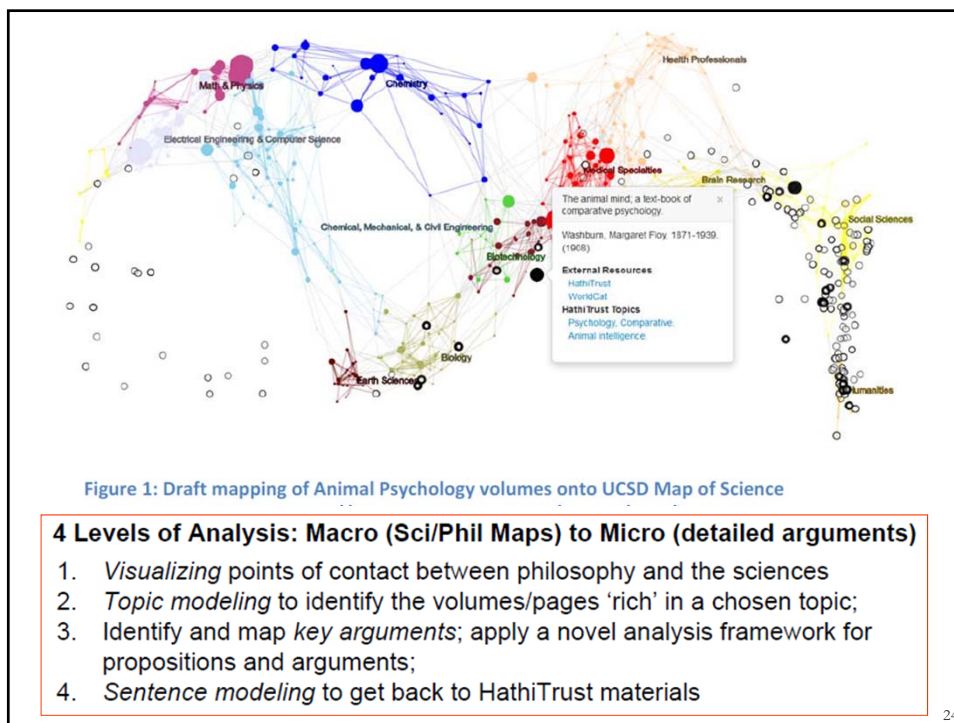 Health Professionals
Math & Physics
Chemistry
Electrical Engineering & Computer Science
Medical Specialties
Brain Research
The animal mind; a text-book of
comparative psychology.
×
Washburn, Margaret Floy, 1871-1939.
(1908)
External Resources
HathiTrust
WorldCat
HathiTrust Topics
Psychology, Comparative.
Animal intelligence.
Social Sciences
Chemical, Mechanical, & Civil Engineering
Biotechnology
Biology
Earth Sciences
Humanities
Figure 1: Draft mapping of Animal Psychology volumes onto UCSD Map of Science
4 Levels of Analysis: Macro (Sci/Phil Maps) to Micro (detailed arguments)
1. Visualizing points of contact between philosophy and the sciences
2. Topic modeling to identify the volumes/pages ‘rich’ in a chosen topic;
3. Identify and map key arguments; apply a novel analysis framework for
propositions and arguments;
4. Sentence modeling to get back to HathiTrust materials
24